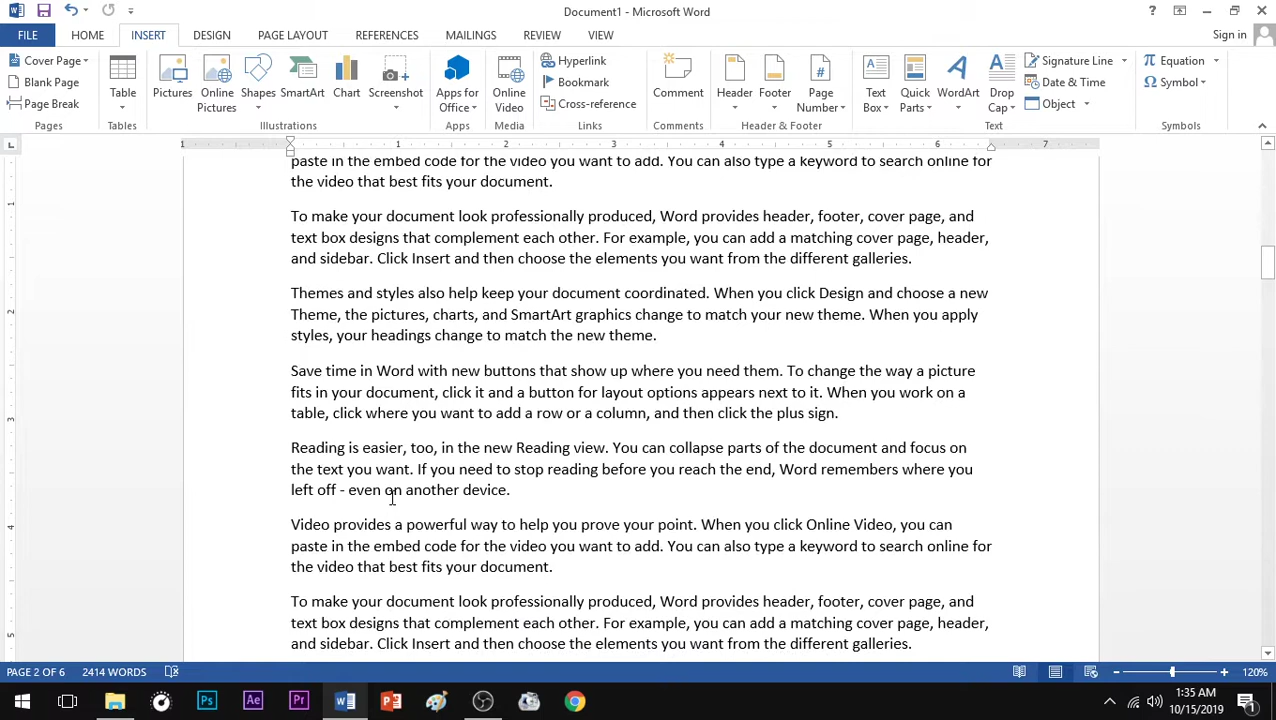 Document1 - Microsoft Word
FILE HOME INSERT DESIGN PAGE LAYOUT REFERENCES MAILINGS REVIEW VIEW Sign in
Cover Page
Blank Page
Page Break
Pages
Table
Tables
Pictures
Online Pictures
Shapes
SmartArt
Chart
Screenshot
Illustrations
Apps for Office
Apps
Online Video
Media
Hyperlink
Bookmark
Cross-reference
Links
Comment
Comments
Header
Footer
Page Number
Header & Footer
Text Box
Quick Parts
WordArt
Drop Cap
Signature Line
Date & Time
Object
Text
Equation
Symbol
Symbols
1 1 2 3 4 5 6 7
paste in the embed code for the video you want to add. You can also type a keyword to search online for
the video that best fits your document.
To make your document look professionally produced, Word provides header, footer, cover page, and
text box designs that complement each other. For example, you can add a matching cover page, header,
and sidebar. Click Insert and then choose the elements you want from the different galleries.
Themes and styles also help keep your document coordinated. When you click Design and choose a new
Theme, the pictures, charts, and SmartArt graphics change to match your new theme. When you apply
styles, your headings change to match the new theme.
Save time in Word with new buttons that show up where you need them. To change the way a picture
fits in your document, click it and a button for layout options appears next to it. When you work on a
table, click where you want to add a row or a column, and then click the plus sign.
Reading is easier, too, in the new Reading view. You can collapse parts of the document and focus on
the text you want. If you need to stop reading before you reach the end, Word remembers where you
left off - even on another device.
Video provides a powerful way to help you prove your point. When you click Online Video, you can
paste in the embed code for the video you want to add. You can also type a keyword to search online for
the video that best fits your document.
To make your document look professionally produced, Word provides header, footer, cover page, and
text box designs that complement each other. For example, you can add a matching cover page, header,
and sidebar. Click Insert and then choose the elements you want from the different galleries.
1
2
3
4
5
PAGE 2 OF 6 2414 WORDS 120%
Ps Ae Pr
1:35 AM
10/15/2019
1